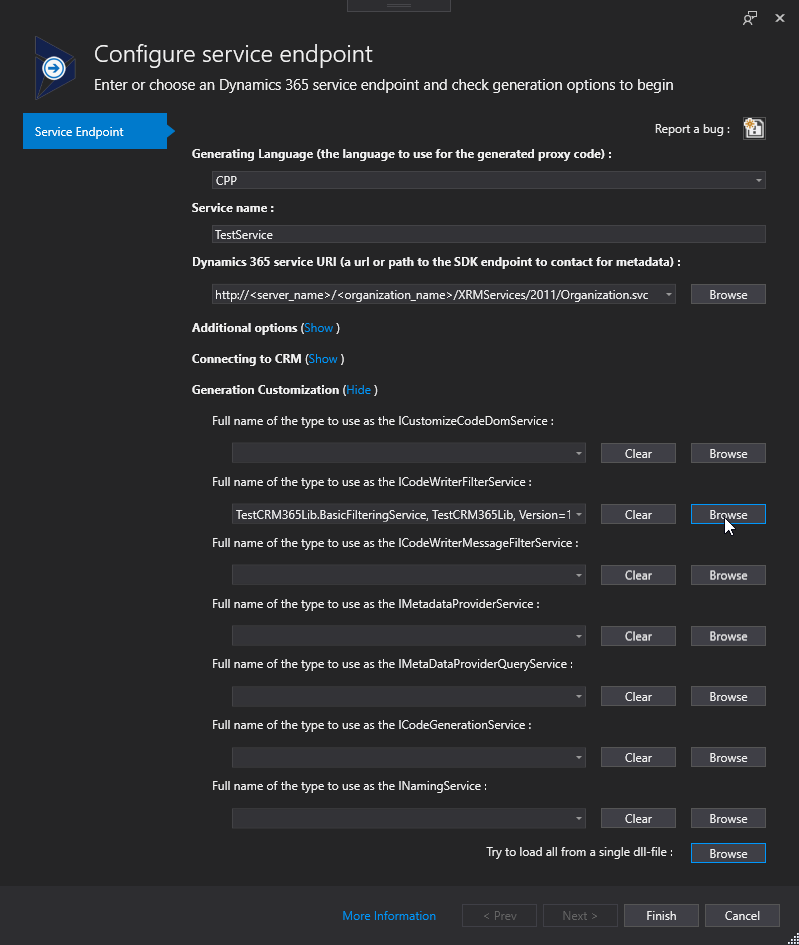 Configure service endpoint
Enter or choose an Dynamics 365 service endpoint and check generation options to begin
Service Endpoint
Report a bug :
Generating Language (the language to use for the generated proxy code) :
CPP
Service name :
TestService
Dynamics 365 service URI (a url or path to the SDK endpoint to contact for metadata) :
http://<server_name>/<organization_name>/XRMServices/2011/Organization.svc Browse
Additional options (Show )
Connecting to CRM (Show )
Generation Customization (Hide )
Full name of the type to use as the ICustomizeCodeDomService :
Clear Browse
Full name of the type to use as the ICodeWriterFilterService :
TestCRM365Lib.BasicFilteringService, TestCRM365Lib, Version=1 Clear Browse
Full name of the type to use as the ICodeWriterMessageFilterService :
Clear Browse
Full name of the type to use as the IMetadataProviderService :
Clear Browse
Full name of the type to use as the IMetaDataProviderQueryService :
Clear Browse
Full name of the type to use as the ICodeGenerationService :
Clear Browse
Full name of the type to use as the INamingService :
Clear Browse
Try to load all from a single dll-file : Browse
More Information < Prev Next > Finish Cancel